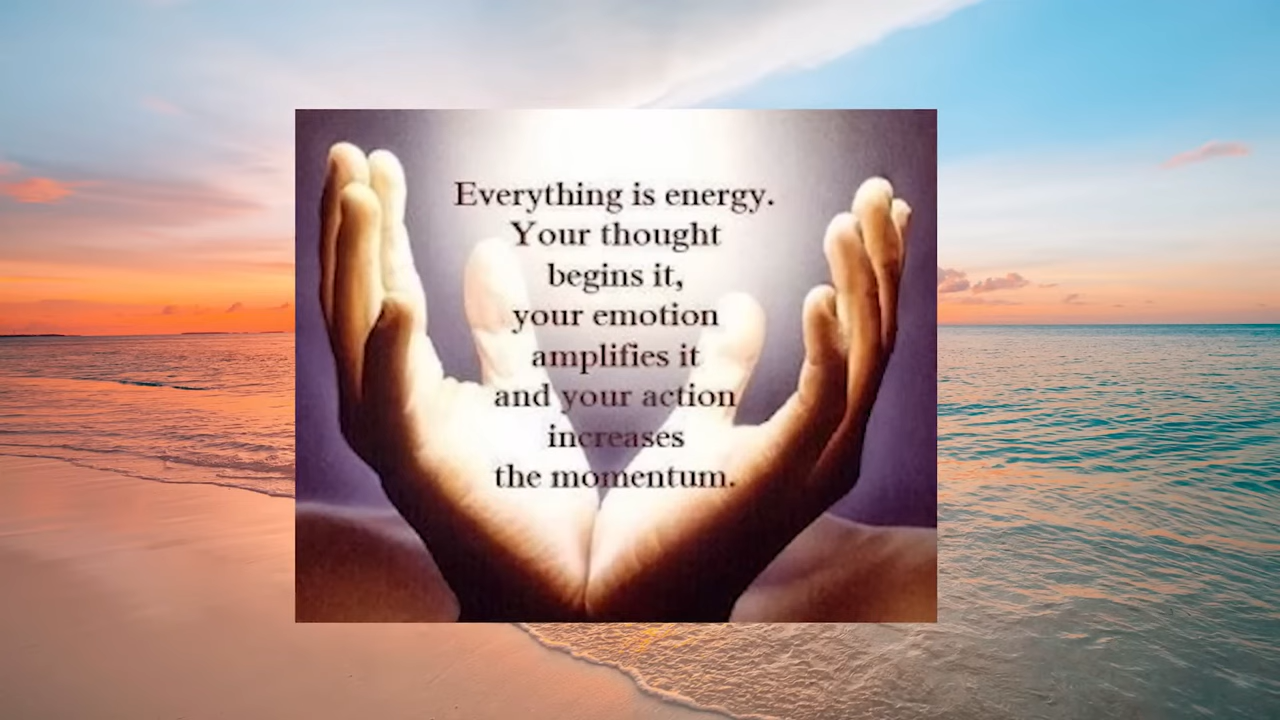 Everything is energy.
Your thought
begins it,
your emotion
amplifies it
and your action
increases
the momentum.